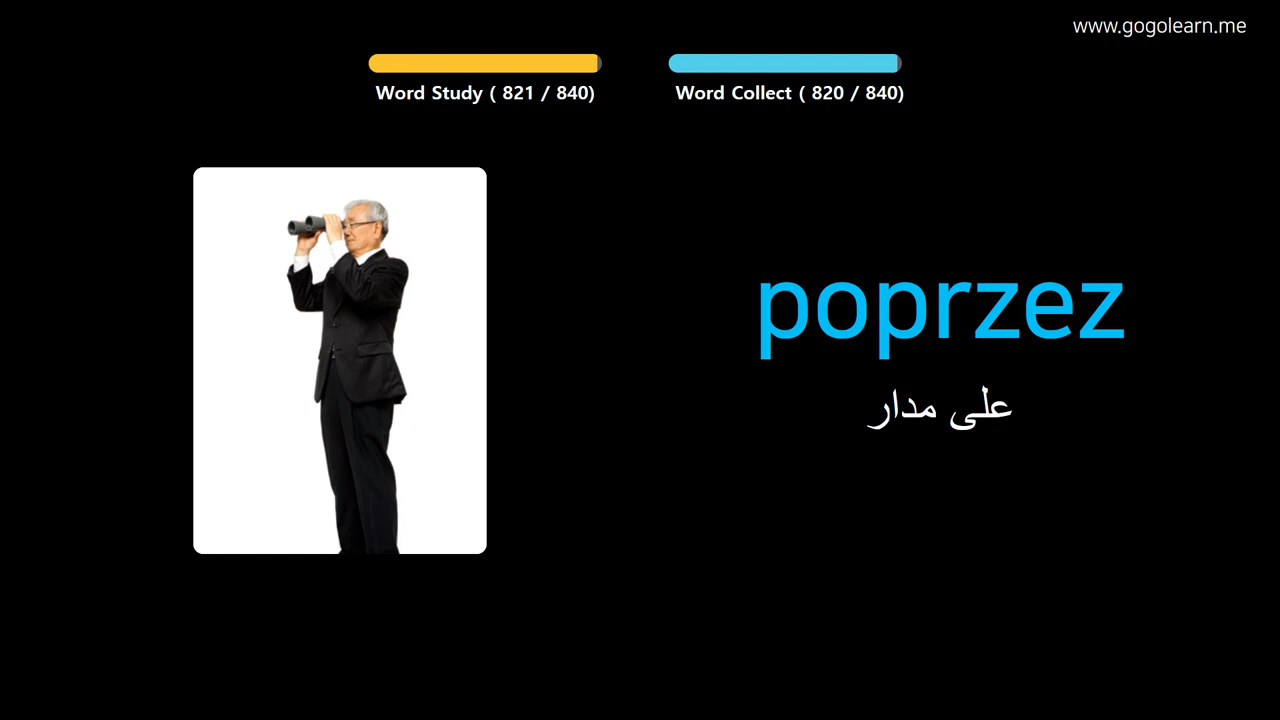 www.gogolearn.me
Word Study ( 821 / 840)
Word Collect ( 820 / 840)
poprzez
على مدار